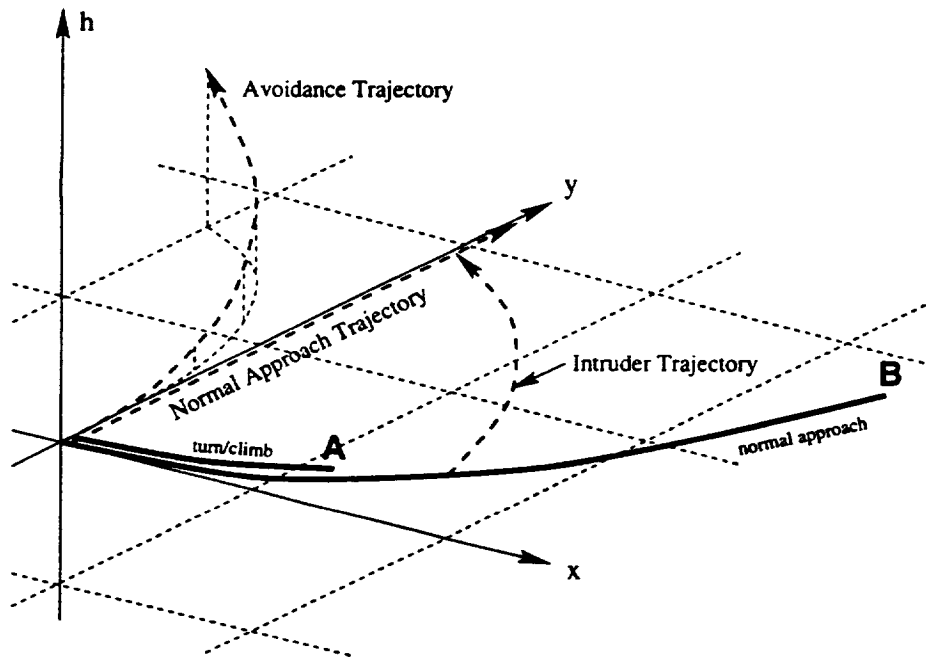 h
Avoidance Trajectory
y
Normal Approach Trajectory
Intruder Trajectory
B
turn/climb
A
normal approach
x